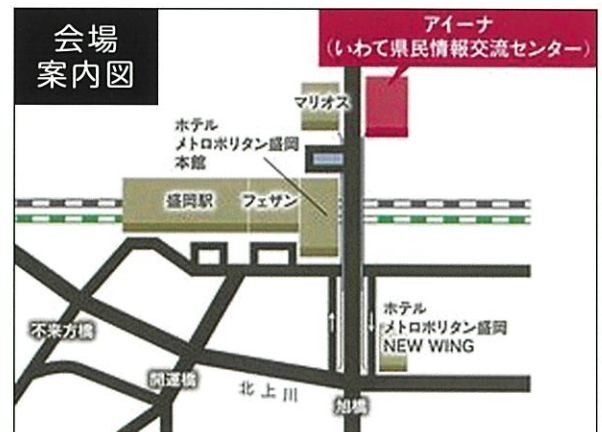 会場
案内図
アイーナ
(いわて県民情報交流センター)
マリオス
ホテル
メトロポリタン盛岡
本館
盛岡駅
フェザン
ホテル
メトロポリタン盛岡
NEW WING
不来方橋
開運橋
北上川
旭橋